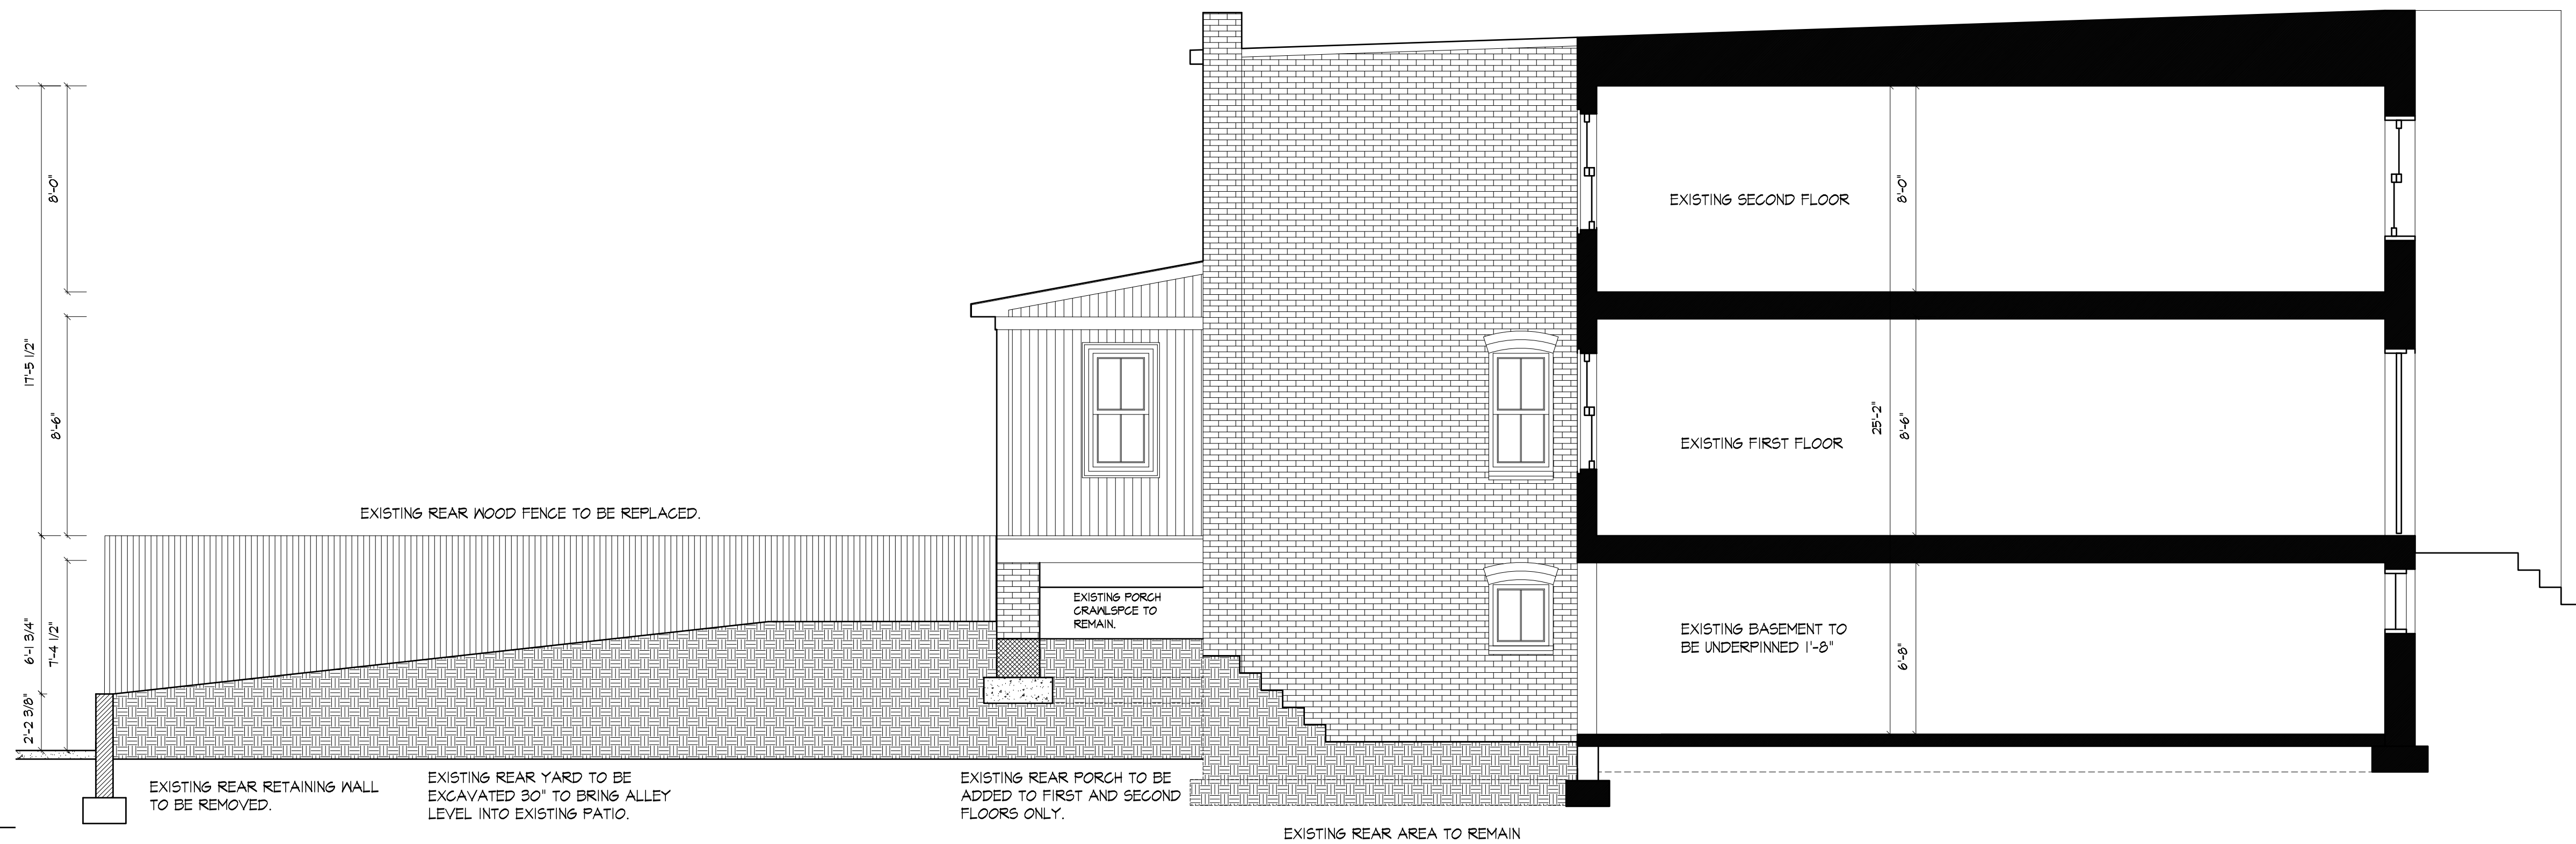 8'-0"
17'-5 1/2"
8'-6"
6'-1 3/4"
7'-4 1/2"
2'-2 3/8"
EXISTING REAR WOOD FENCE TO BE REPLACED.
EXISTING REAR RETAINING WALL
TO BE REMOVED.
EXISTING REAR YARD TO BE
EXCAVATED 30" TO BRING ALLEY
LEVEL INTO EXISTING PATIO.
EXISTING PORCH
CRAWLSPCE TO
REMAIN.
EXISTING REAR PORCH TO BE
ADDED TO FIRST AND SECOND
FLOORS ONLY.
EXISTING REAR AREA TO REMAIN
EXISTING SECOND FLOOR
8'-0"
EXISTING FIRST FLOOR
25'-2"
8'-6"
EXISTING BASEMENT TO
BE UNDERPINNED 1'-8"
6'-8"